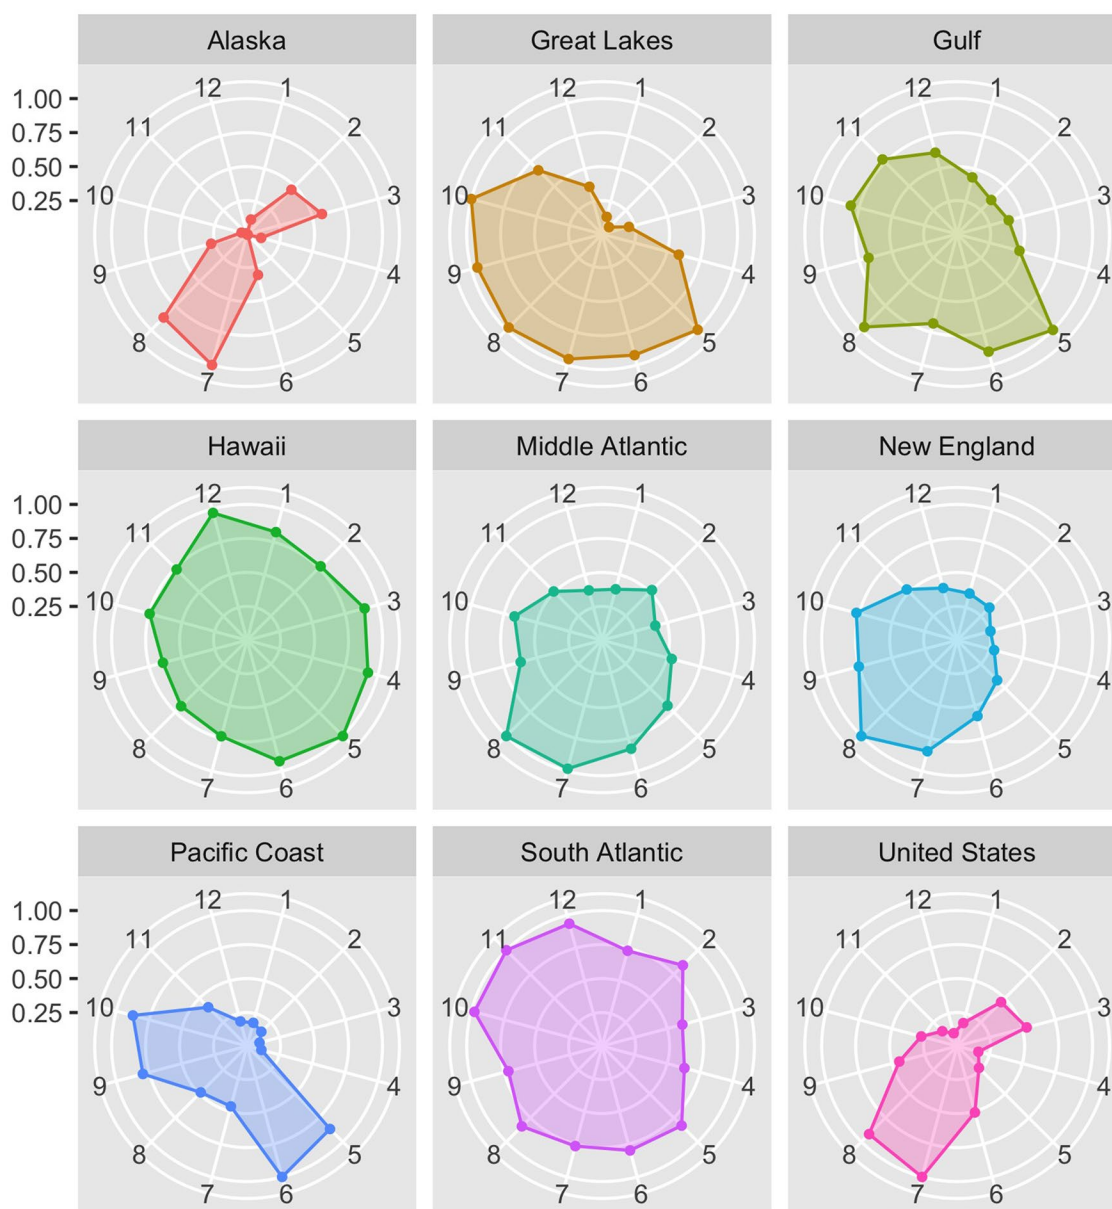 Alaska Great Lakes Gulf
12 1 12 1 12 1
1.00
11 2 11 2 11 2
0.75
0.50
10 3 10 3 10 3
0.25
9 4 9 4 9 4
8 5 8 5 8 5
7 6 7 6 7 6
Hawaii Middle Atlantic New England
12 1 12 1 12 1
1.00
11 2 11 2 11 2
0.75
0.50
10 3 10 3 10 3
0.25
9 4 9 4 9 4
8 5 8 5 8 5
7 6 7 6 7 6
Pacific Coast South Atlantic United States
12 1 12 1 12 1
1.00
11 2 11 2 11 2
0.75
0.50
10 3 10 3 10 3
0.25
9 4 9 4 9 4
8 5 8 5 8 5
7 6 7 6 7 6